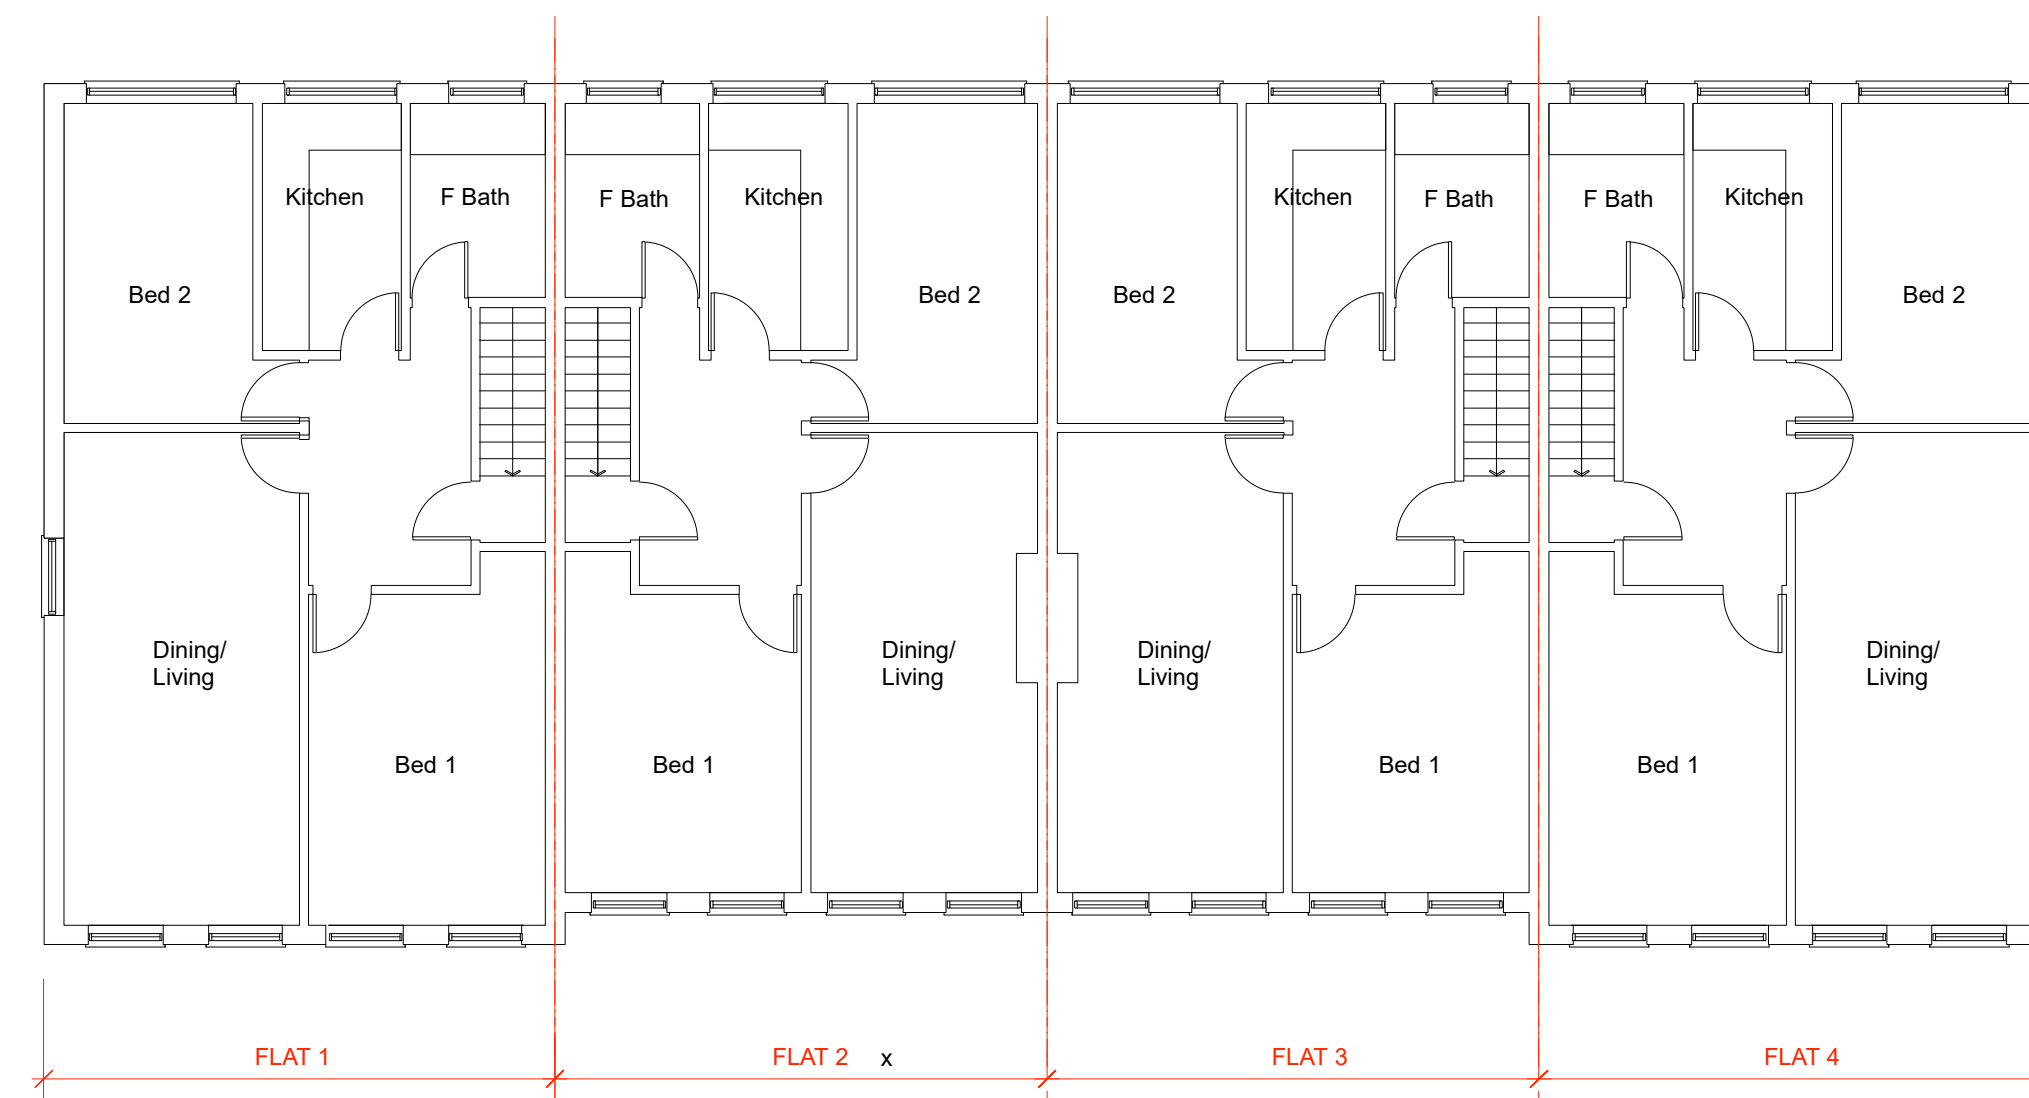 Kitchen F Bath F Bath Kitchen Kitchen F Bath F Bath Kitchen
Bed 2 Bed 2 Bed 2 Bed 2
Dining/ Dining/ Dining/ Dining/
Living Living Living Living
Bed 1 Bed 1 Bed 1 Bed 1
FLAT 1 FLAT 2 x FLAT 3 FLAT 4